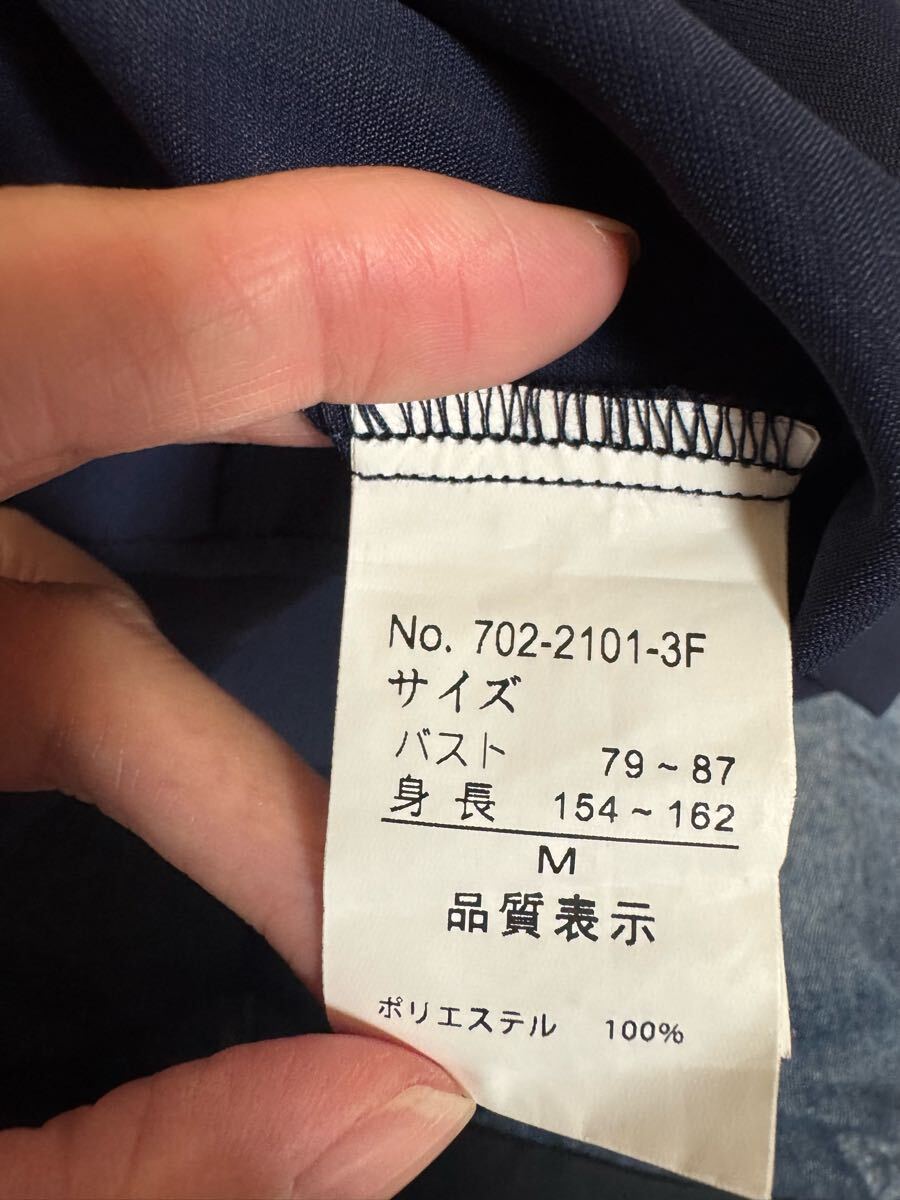 No. 702-2101-3F
サイズ
バスト 79~87
身長 154~162
M
品質表示
ポリエステル 100%